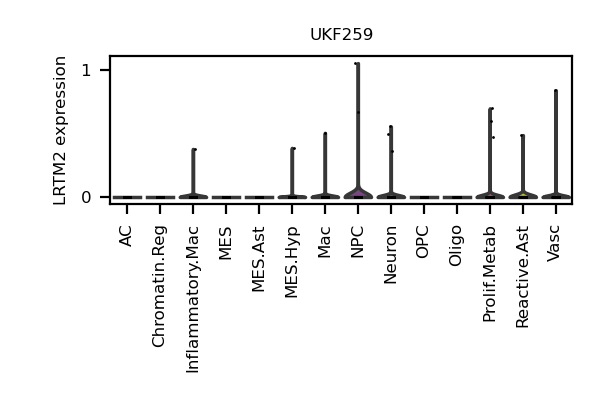 UKF259
LRTM2 expression
1
0
AC
Chromatin.Reg
Inflammatory.Mac
MES
MES.Ast
MES.Hyp
Mac
NPC
Neuron
OPC
Oligo
Prolif.Metab
Reactive.Ast
Vasc